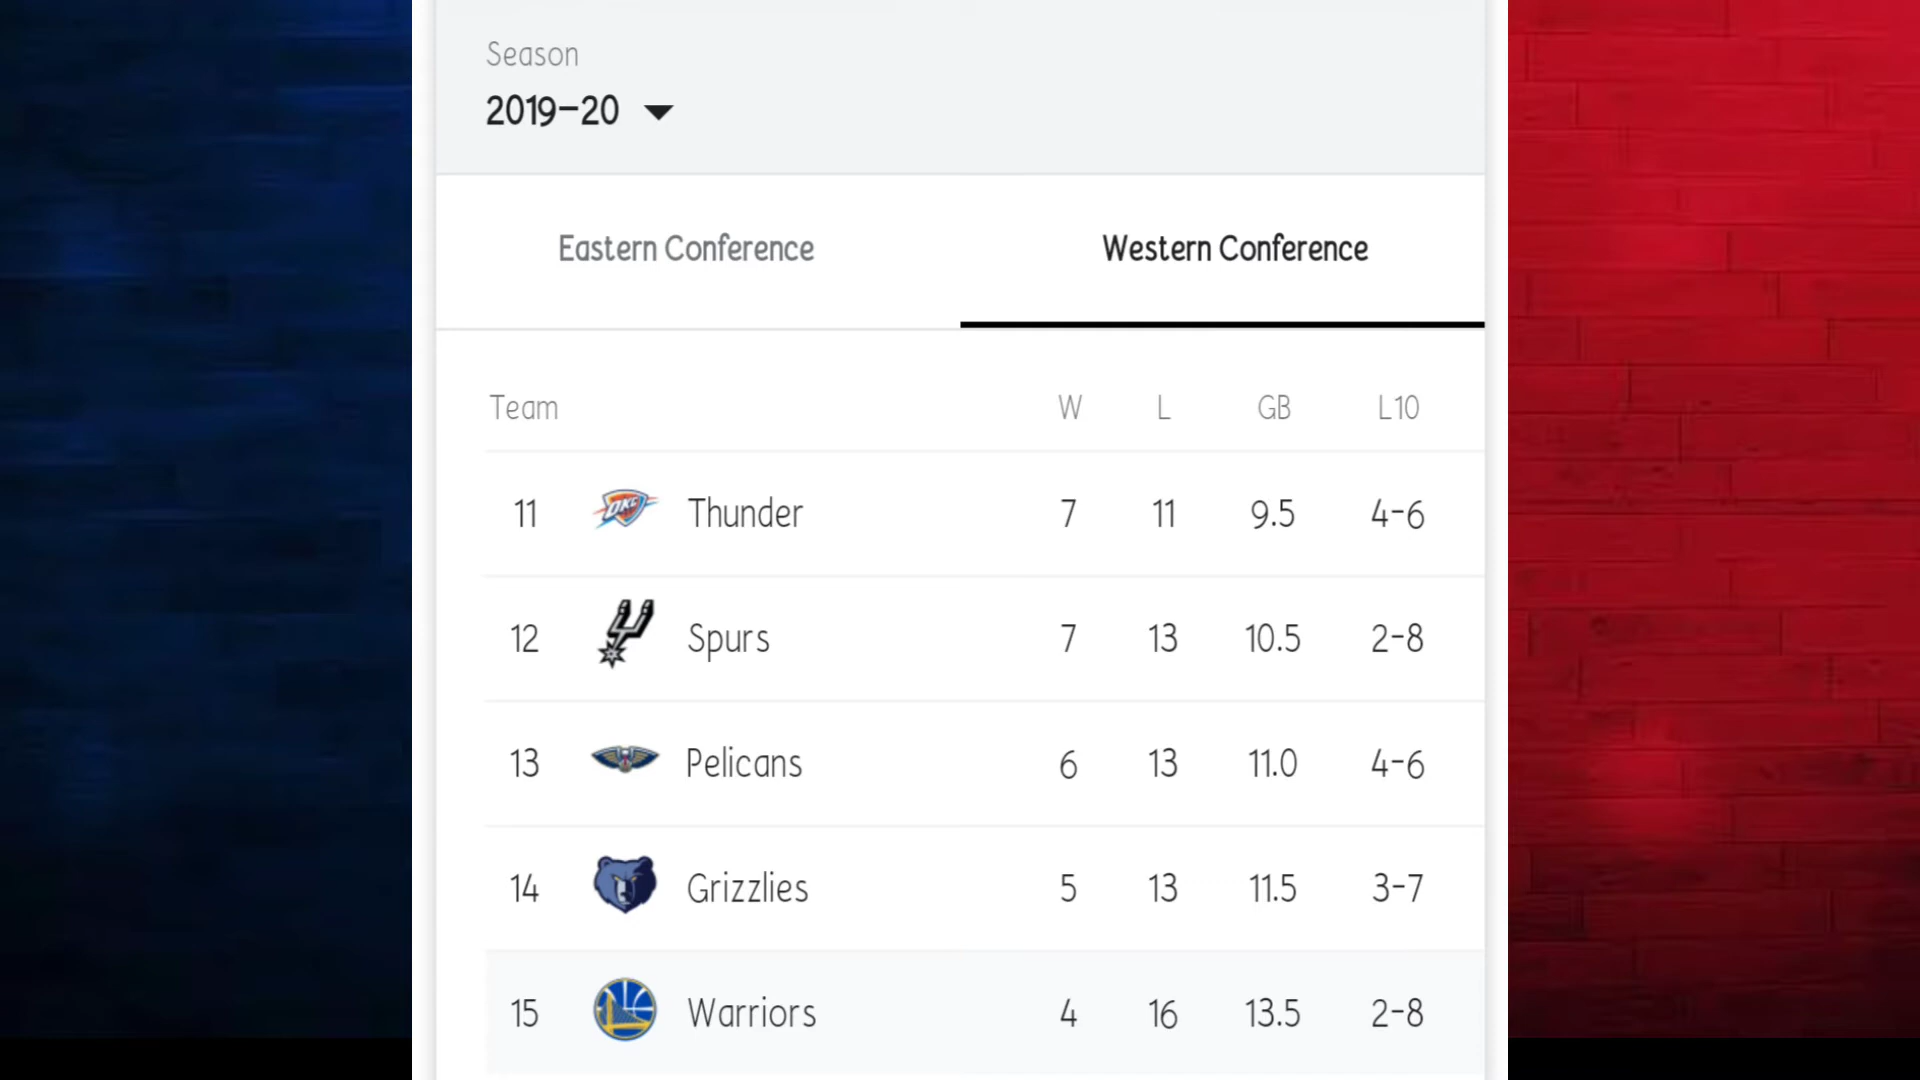 Season
2019–20
Eastern Conference Western Conference
Team W L GB L10
11 OKC Thunder 7 11 9.5 4-6
12 Spurs 7 13 10.5 2-8
13 Pelicans 6 13 11.0 4-6
14 Grizzlies 5 13 11.5 3-7
15 Warriors 4 16 13.5 2-8